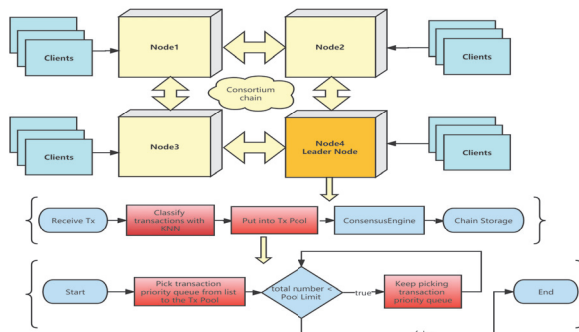 Clients
Node1
Node2
Clients
Consortium
chain
Clients
Node3
Node4
Leader Node
Clients
Receive Tx
Classify
transactions with
KNN
Put into Tx Pool
ConsensusEngine
Chain Storage
Start
Pick transaction
priority queue from list
to the Tx Pool
total number <
Poo Limit
true
Keep picking
transaction
priority queue
End